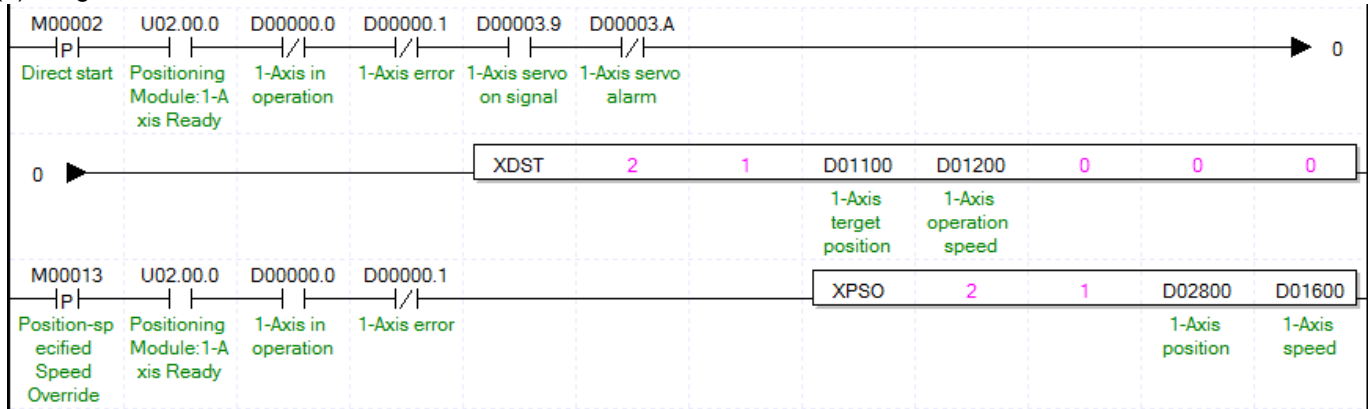 M00002 U02.00.0 D00000.0 D00000.1 D00003.9 D00003.A
P
0
Direct start Positioning 1-Axis in 1-Axis error 1-Axis servo 1-Axis servo
Module:1-A operation on signal alarm
xis Ready
0 XDST 2 1 D01100 D01200 0 0 0
1-Axis 1-Axis
terget operation
position speed
M00013 U02.00.0 D00000.0 D00000.1
P
XPSO 2 1 D02800 D01600
Position-sp Positioning 1-Axis in 1-Axis error 1-Axis 1-Axis
ecified Module:1-A operation position speed
Speed xis Ready
Override